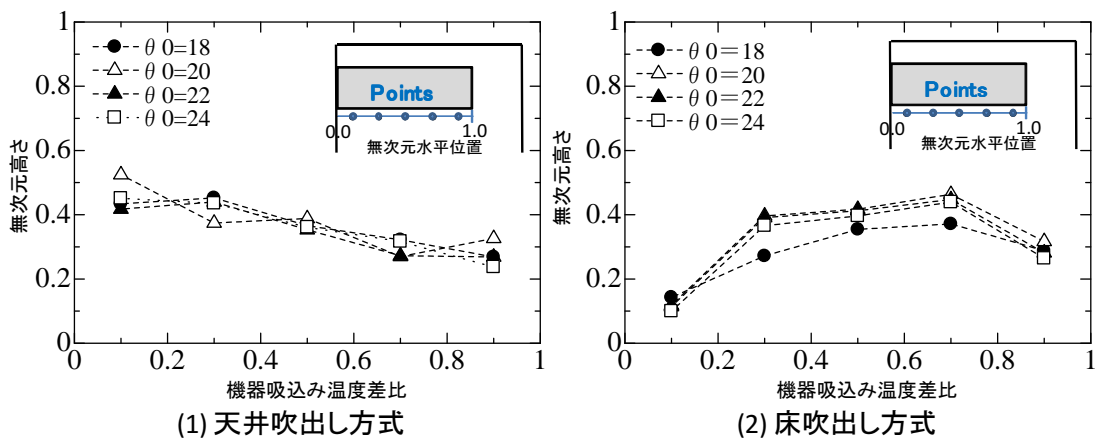 1
0.8
0.6
0.4
0.2
0
無次元高さ
θ 0=18
θ 0=20
θ 0=22
θ 0=24
Points
0.0
1.0
無次元水平位置
0 0.2 0.4 0.6 0.8 1
機器吸込み温度差比
(1) 天井吹出し方式
1
0.8
0.6
0.4
0.2
0
無次元高さ
θ 0＝18
θ 0＝20
θ 0＝22
θ 0＝24
Points
0.0
1.0
無次元水平位置
0 0.2 0.4 0.6 0.8 1
機器吸込み温度差比
(2) 床吹出し方式